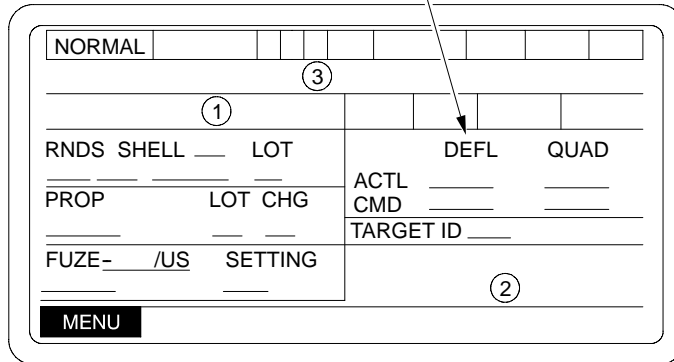 NORMAL
3
1
RNDS SHELL LOT
DEFL QUAD
ACTL
PROP LOT CHG
CMD
TARGET ID
FUZE- /US SETTING
2
MENU